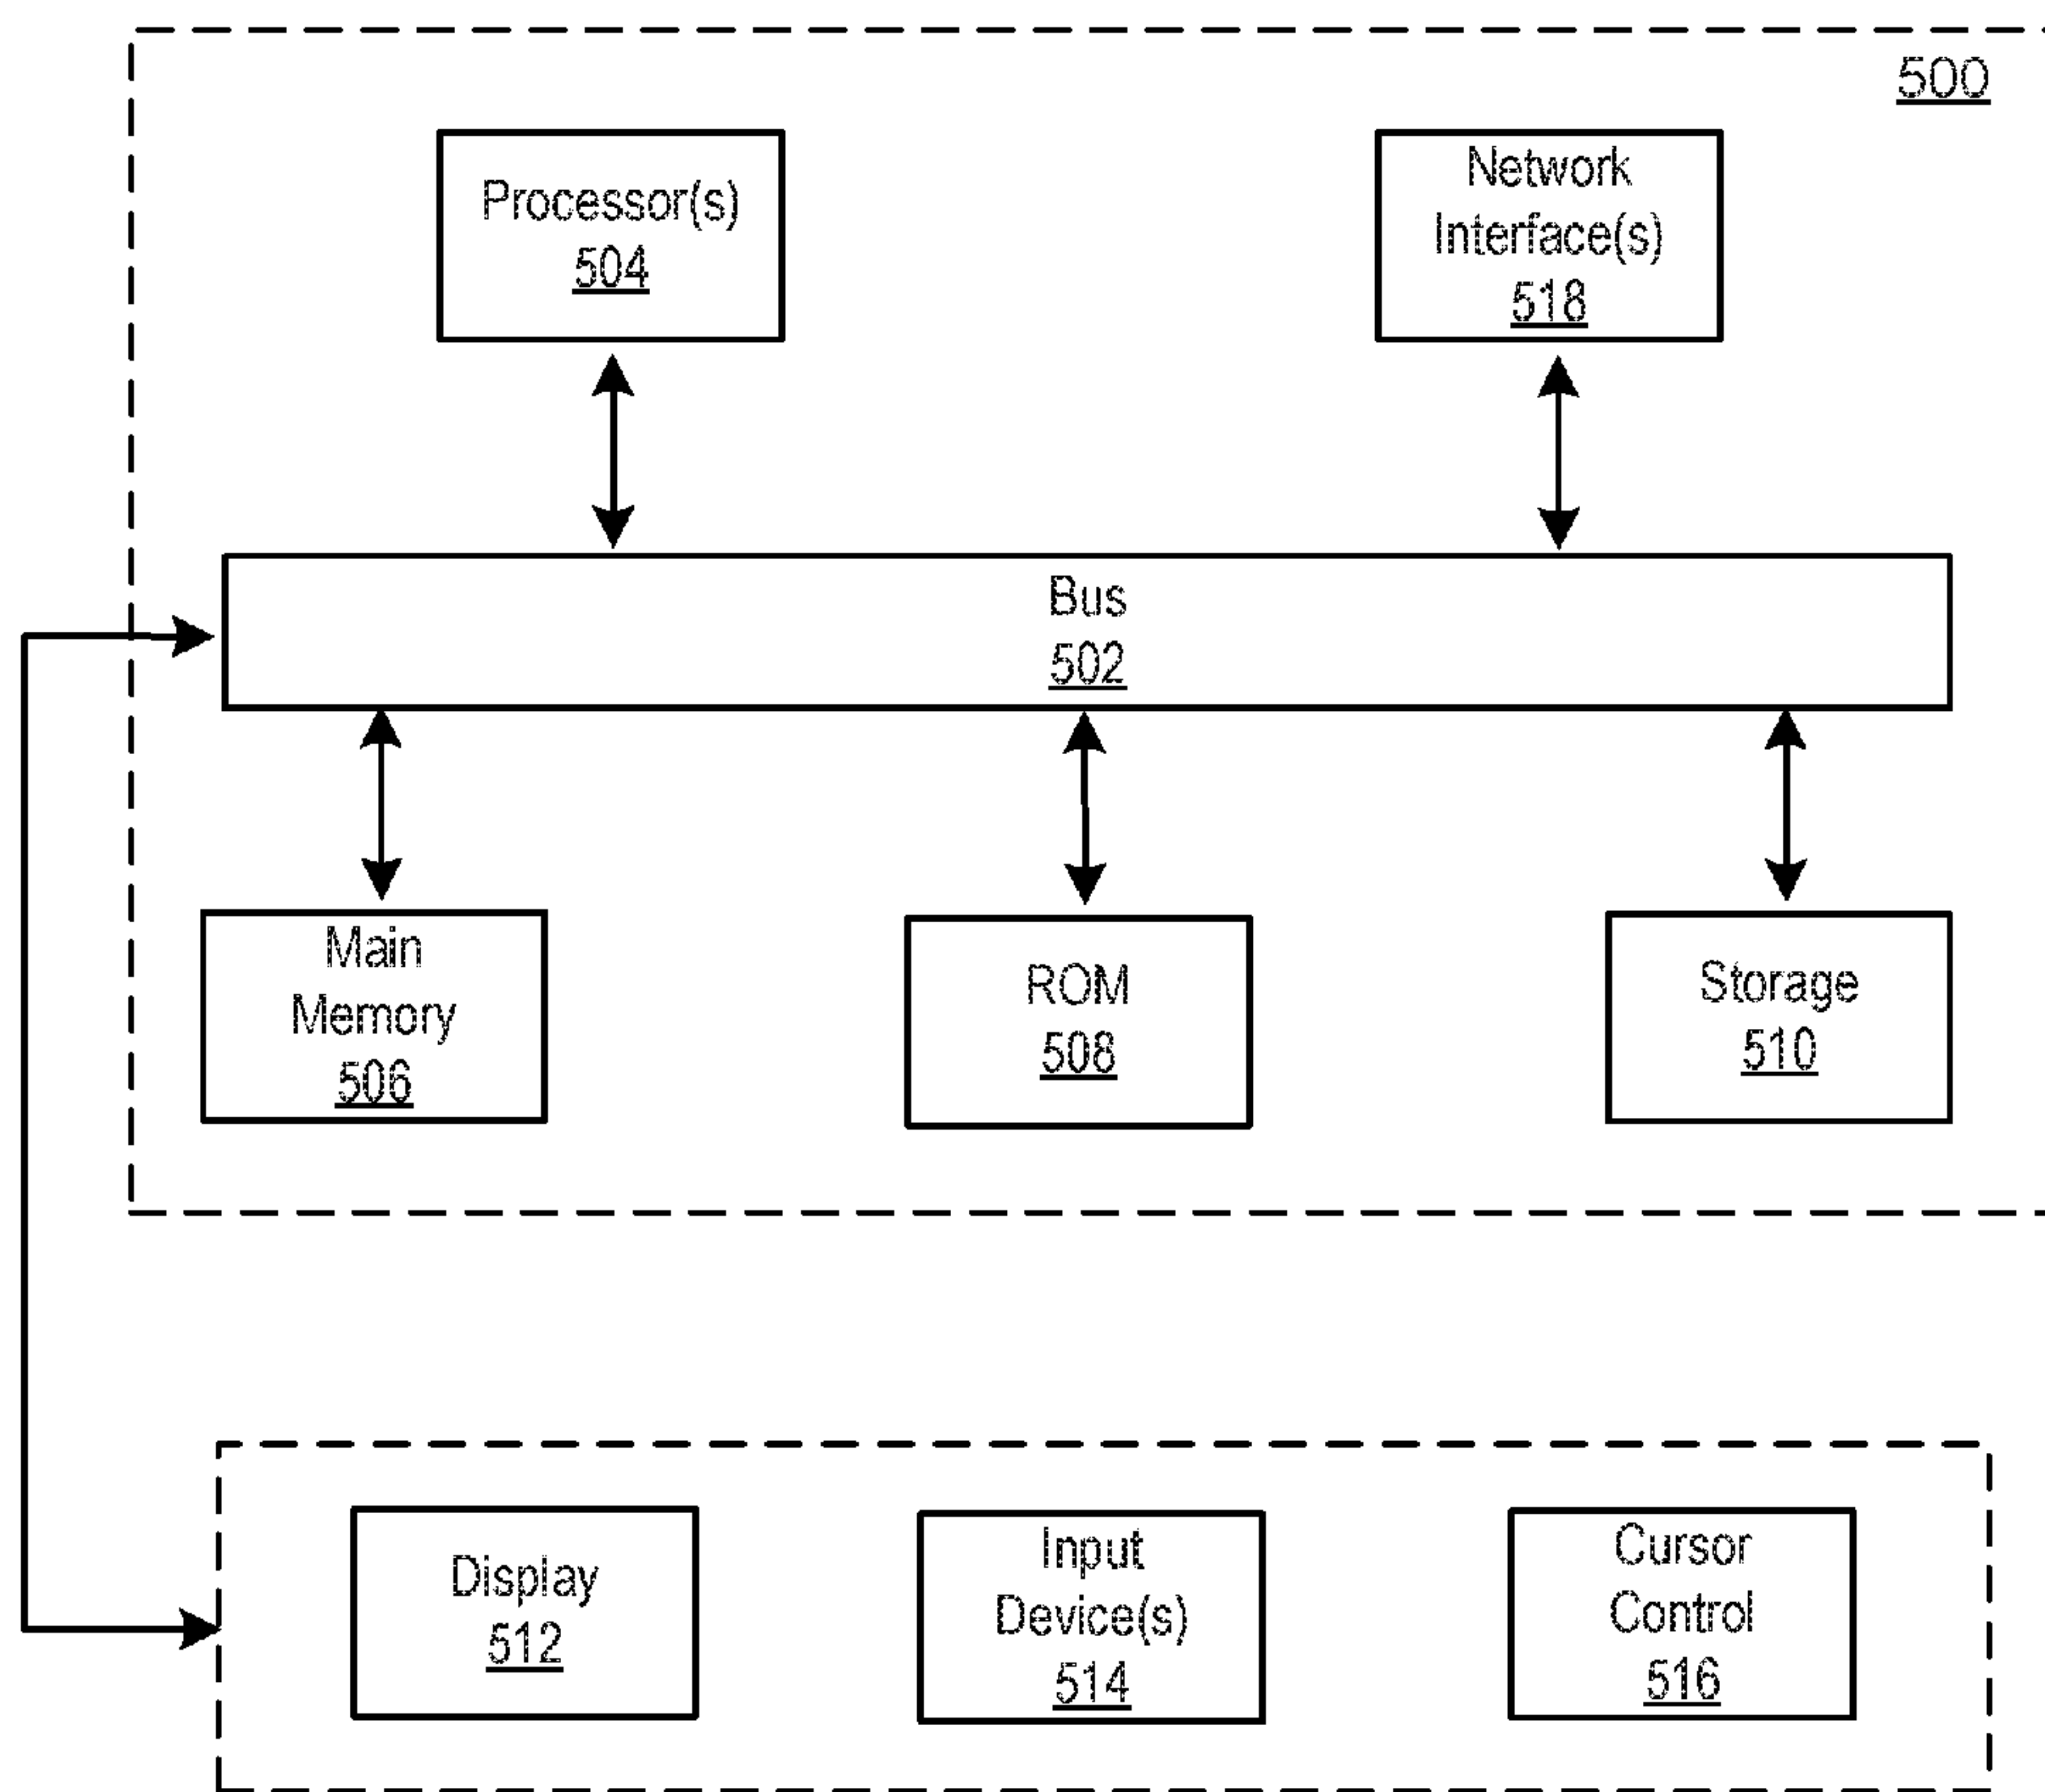 500
Processor(s)
504
Network
Interface(s)
518
Bus
502
Main
Memory
506
ROM
508
Storage
510
Display
512
Input
Device(s)
514
Cursor
Control
516